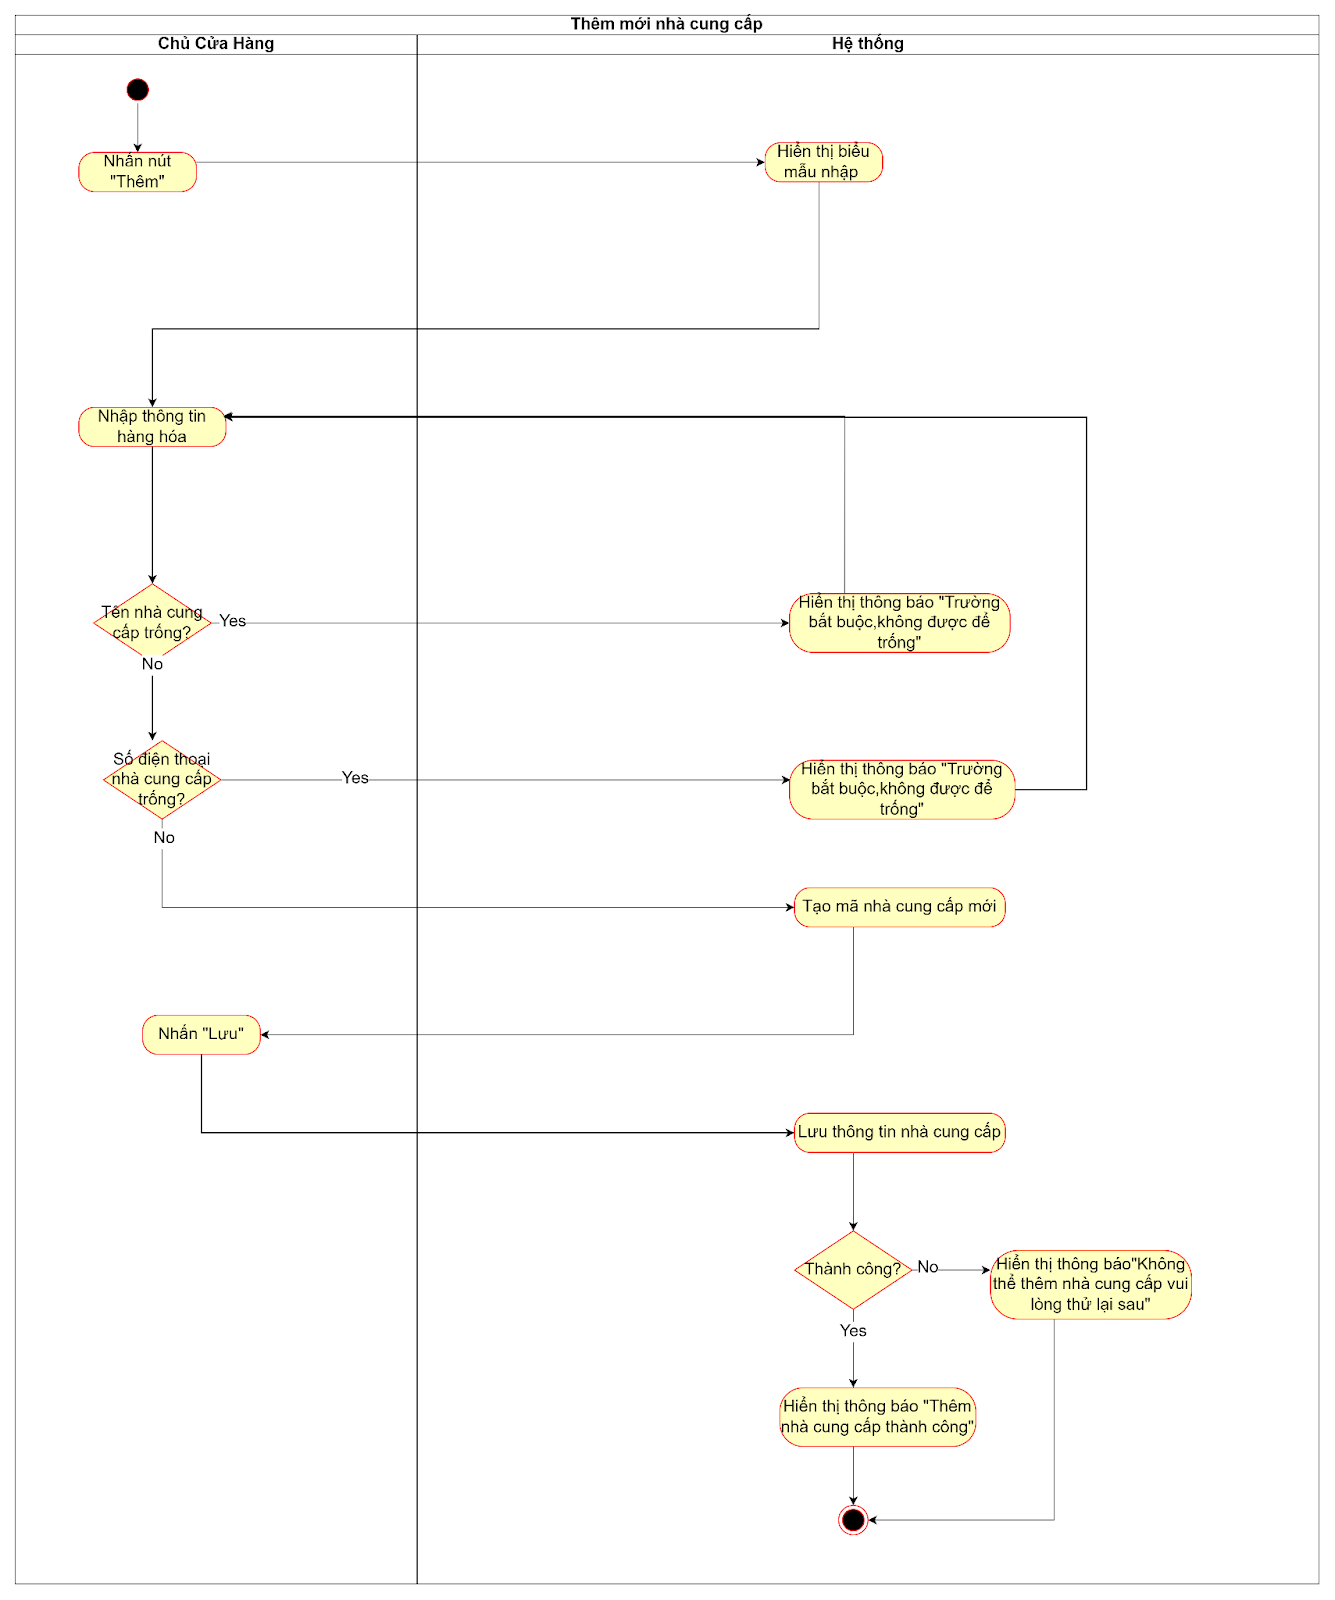 Thêm mới nhà cung cấp
Chủ Cửa Hàng
Hệ thống
Nhấn nút
"Thêm"
Hiển thị biểu
mẫu nhập
Nhập thông tin
hàng hóa
Tên nhà cung
cấp trống?
Yes
Hiển thị thông báo "Trường
bắt buộc,không được để
trống"
No
Số điện thoại
nhà cung cấp
trống?
Yes
Hiển thị thông báo "Trường
bắt buộc,không được để
trống"
No
Tạo mã nhà cung cấp mới
Nhấn "Lưu"
Lưu thông tin nhà cung cấp
Thành công?
No
Hiển thị thông báo"Không
thể thêm nhà cung cấp vui
lòng thử lại sau"
Yes
Hiển thị thông báo "Thêm
nhà cung cấp thành công"